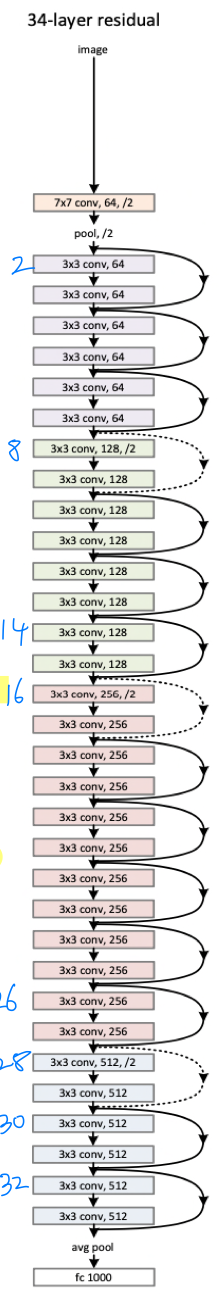 34-layer residual
image
7x7 conv, 64, /2
pool, /2
2 3x3 conv, 64
3x3 conv, 64
3x3 conv, 64
3x3 conv, 64
3x3 conv, 64
3x3 conv, 64
8 3x3 conv, 128, /2
3x3 conv, 128
3x3 conv, 128
3x3 conv, 128
3x3 conv, 128
3x3 conv, 128
14 3x3 conv, 128
3x3 conv, 128
16 3x3 conv, 256, /2
3x3 conv, 256
3x3 conv, 256
3x3 conv, 256
3x3 conv, 256
3x3 conv, 256
3x3 conv, 256
3x3 conv, 256
3x3 conv, 256
3x3 conv, 256
26 3x3 conv, 256
3x3 conv, 256
28 3x3 conv, 512, /2
3x3 conv, 512
30 3x3 conv, 512
3x3 conv, 512
32 3x3 conv, 512
3x3 conv, 512
avg pool
fc 1000